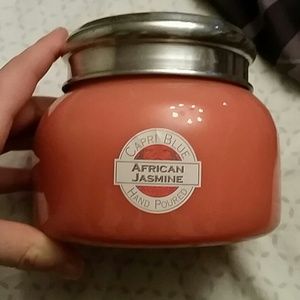 CAPRI BLUE
AFRICAN
JASMINE
HAND POURED